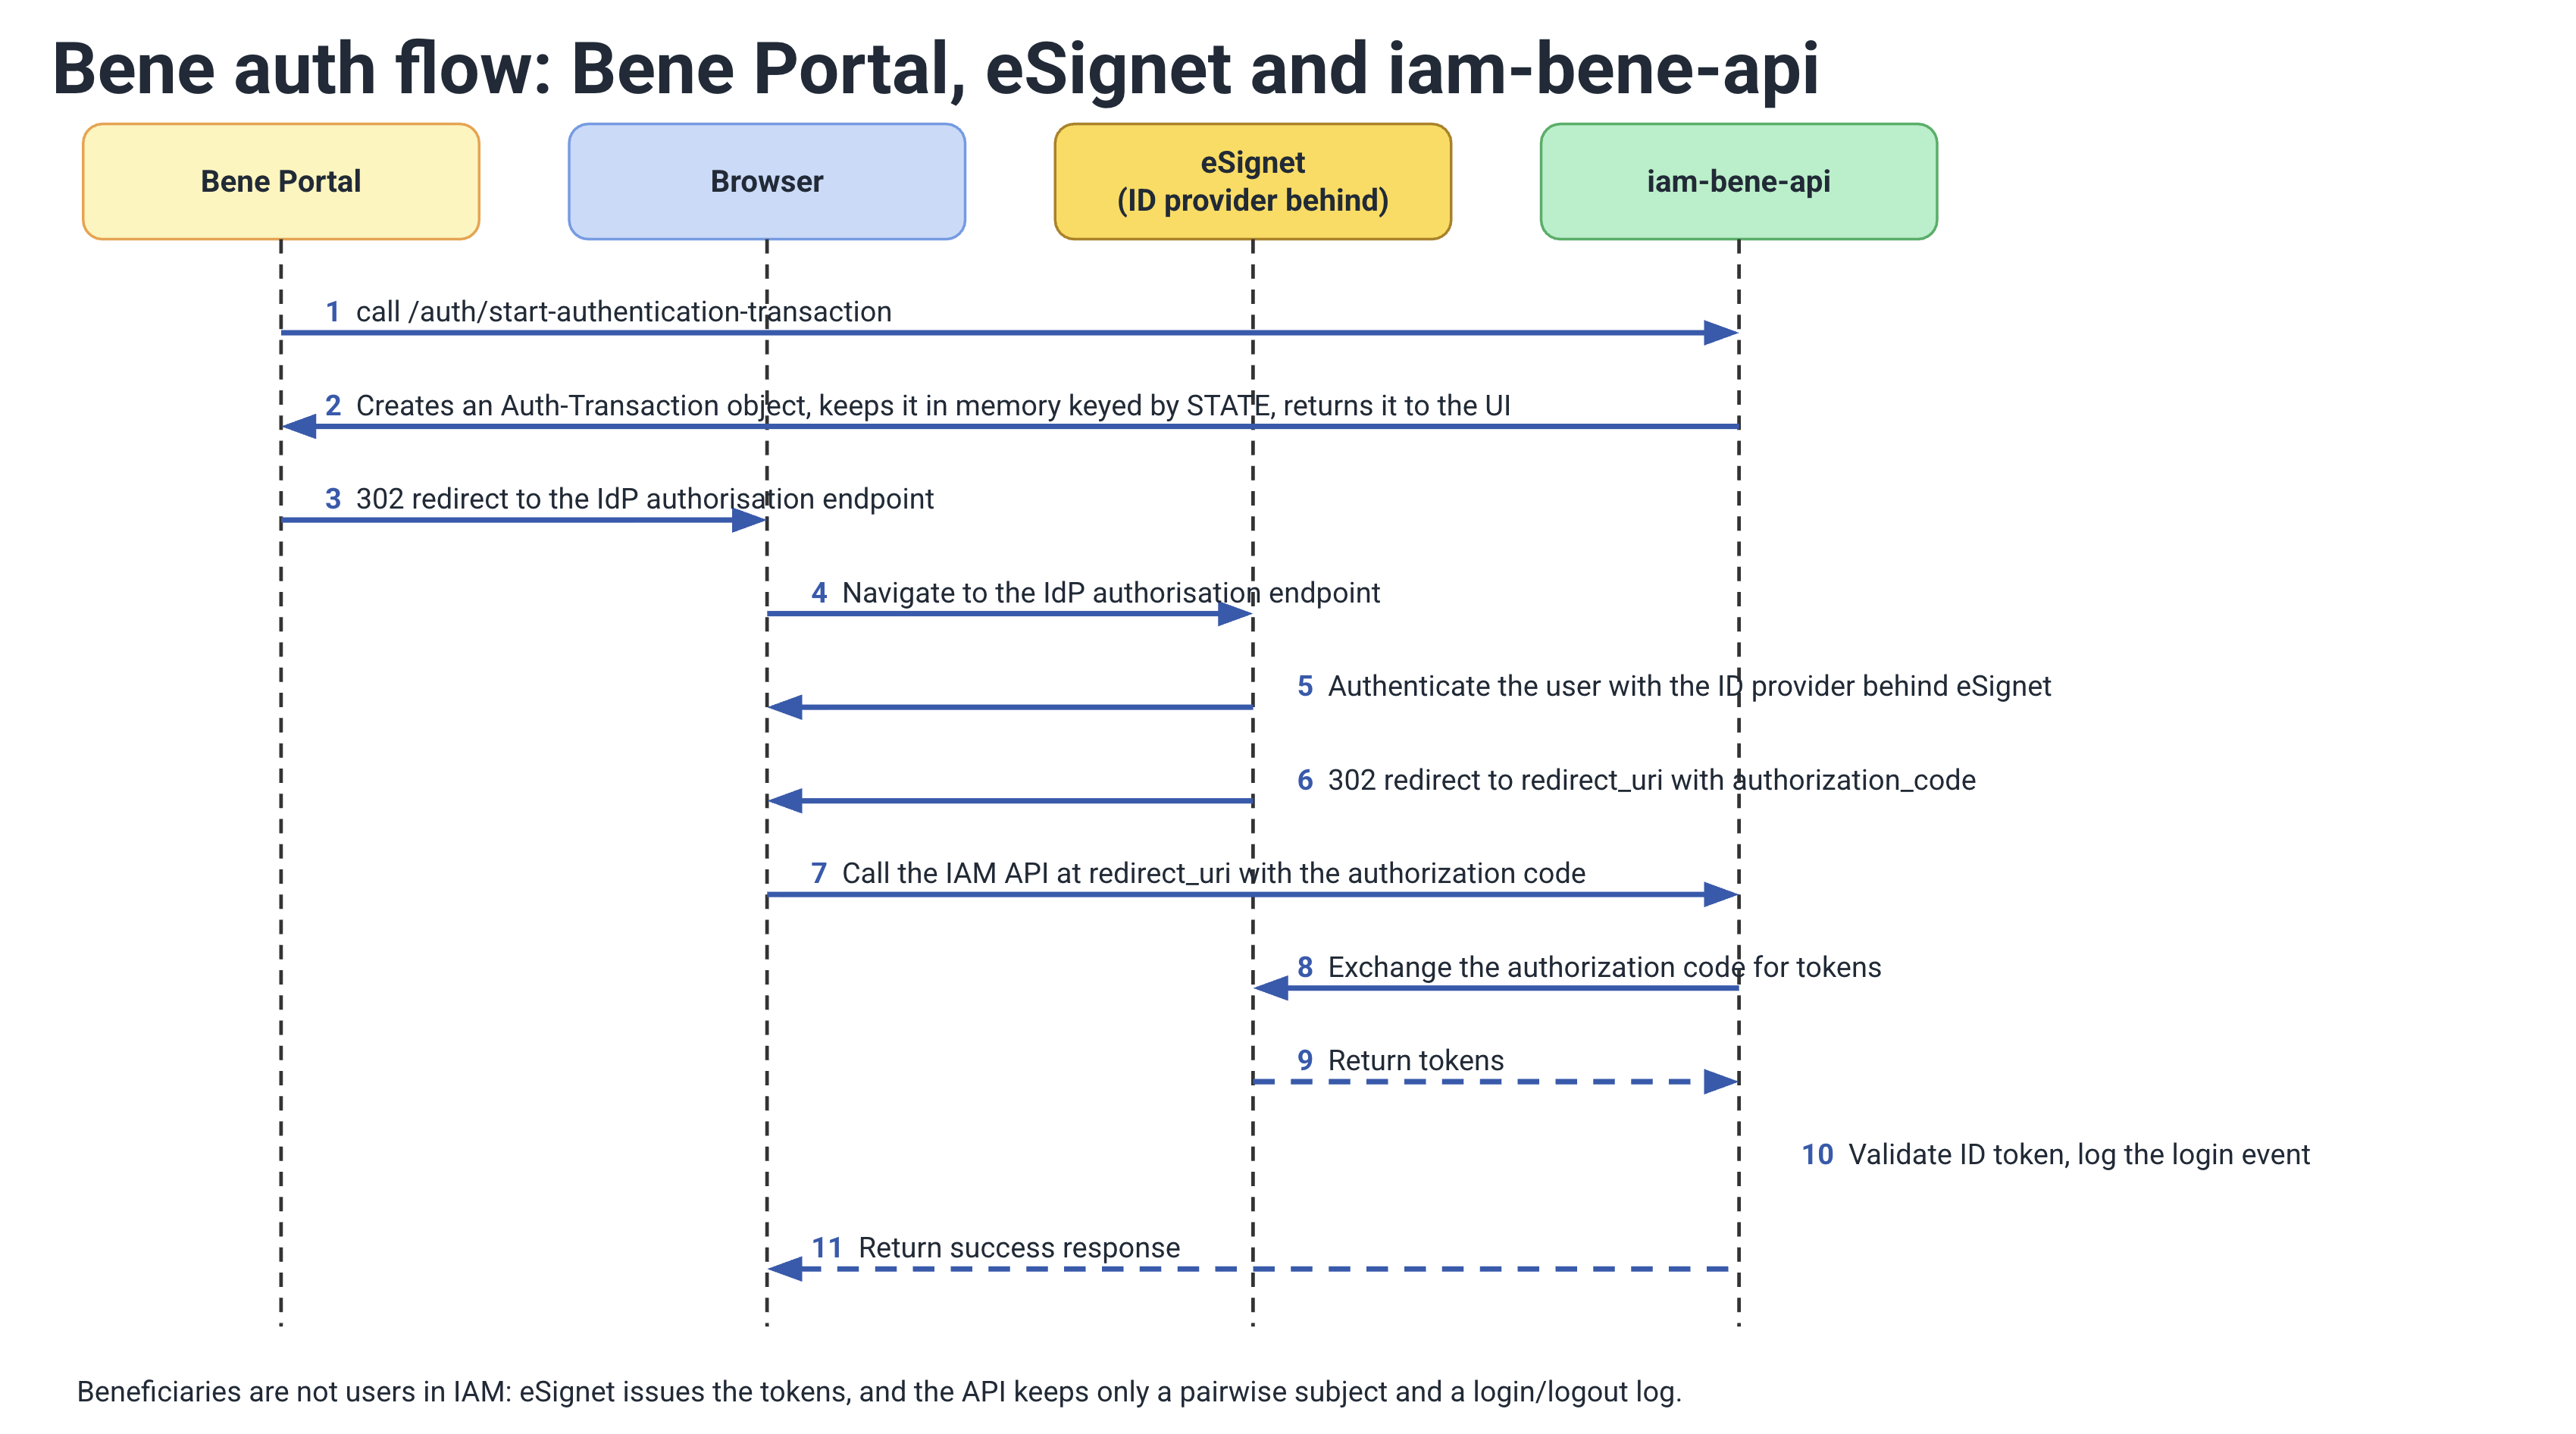 Bene auth flow: Bene Portal, eSignet and iam-bene-api
Bene Portal
Browser
eSignet
(ID provider behind)
iam-bene-api
1 call /auth/start-authentication-transaction
2 Creates an Auth-Transaction object, keeps it in memory keyed by STATE, returns it to the UI
3 302 redirect to the IdP authorisation endpoint
4 Navigate to the IdP authorisation endpoint
5 Authenticate the user with the ID provider behind eSignet
6 302 redirect to redirect_uri with authorization_code
7 Call the IAM API at redirect_uri with the authorization code
8 Exchange the authorization code for tokens
9 Return tokens
10 Validate ID token, log the login event
11 Return success response
Beneficiaries are not users in IAM: eSignet issues the tokens, and the API keeps only a pairwise subject and a login/logout log.